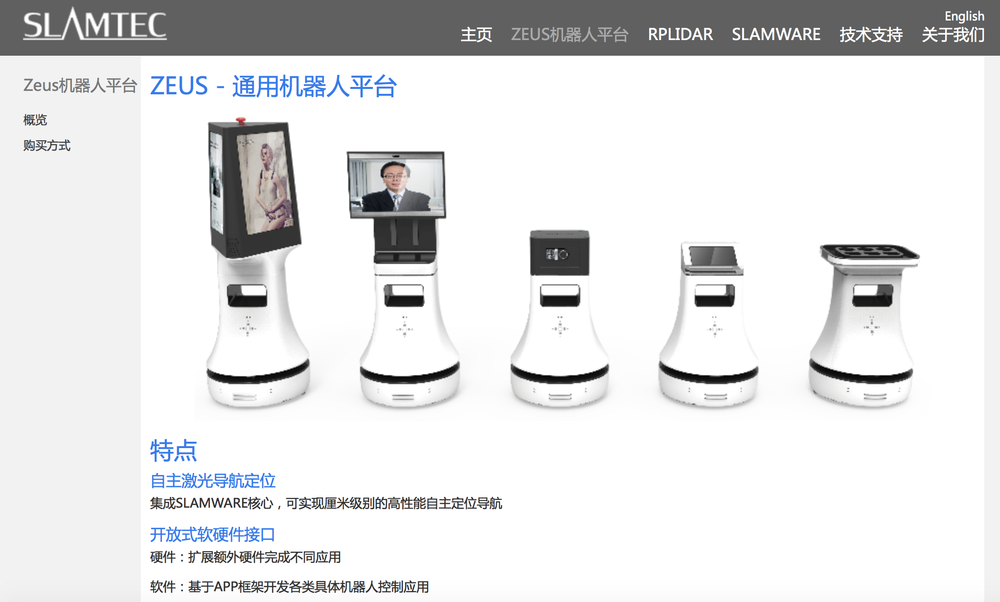 SLAMTEC
English
主页 ZEUS机器人平台 RPLIDAR SLAMWARE 技术支持 关于我们
Zeus机器人平台
概览
购买方式
ZEUS - 通用机器人平台
特点
自主激光导航定位
集成SLAMWARE核心，可实现厘米级别的高性能自主定位导航
开放式软硬件接口
硬件：扩展额外硬件完成不同应用
软件：基于APP框架开发各类具体机器人控制应用